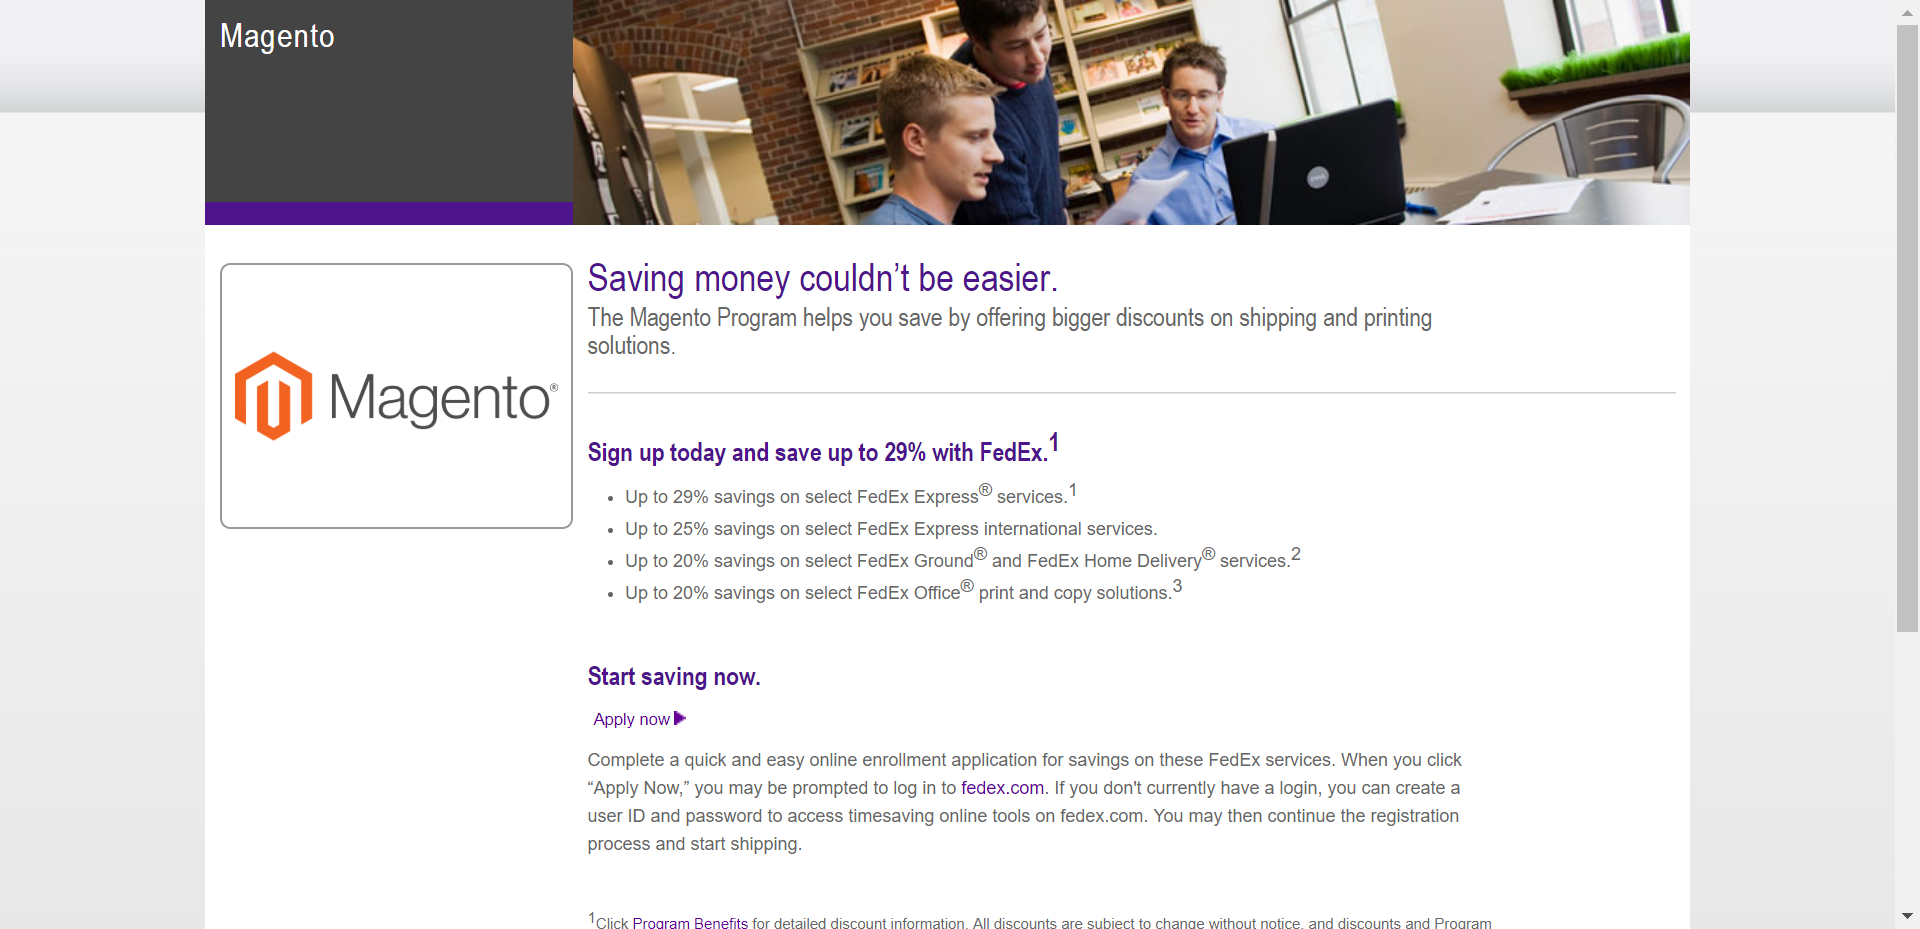 Magento
Saving money couldn’t be easier.
The Magento Program helps you save by offering bigger discounts on shipping and printing
solutions.
Magento®
Sign up today and save up to 29% with FedEx.1
• Up to 29% savings on select FedEx Express® services.1
• Up to 25% savings on select FedEx Express international services.
• Up to 20% savings on select FedEx Ground® and FedEx Home Delivery® services.2
• Up to 20% savings on select FedEx Office® print and copy solutions.3
Start saving now.
Apply now
Complete a quick and easy online enrollment application for savings on these FedEx services. When you click
“Apply Now,” you may be prompted to log in to fedex.com. If you don't currently have a login, you can create a
user ID and password to access timesaving online tools on fedex.com. You may then continue the registration
process and start shipping.
1Click Program Benefits for detailed discount information. All discounts are subject to change without notice, and discounts and Program